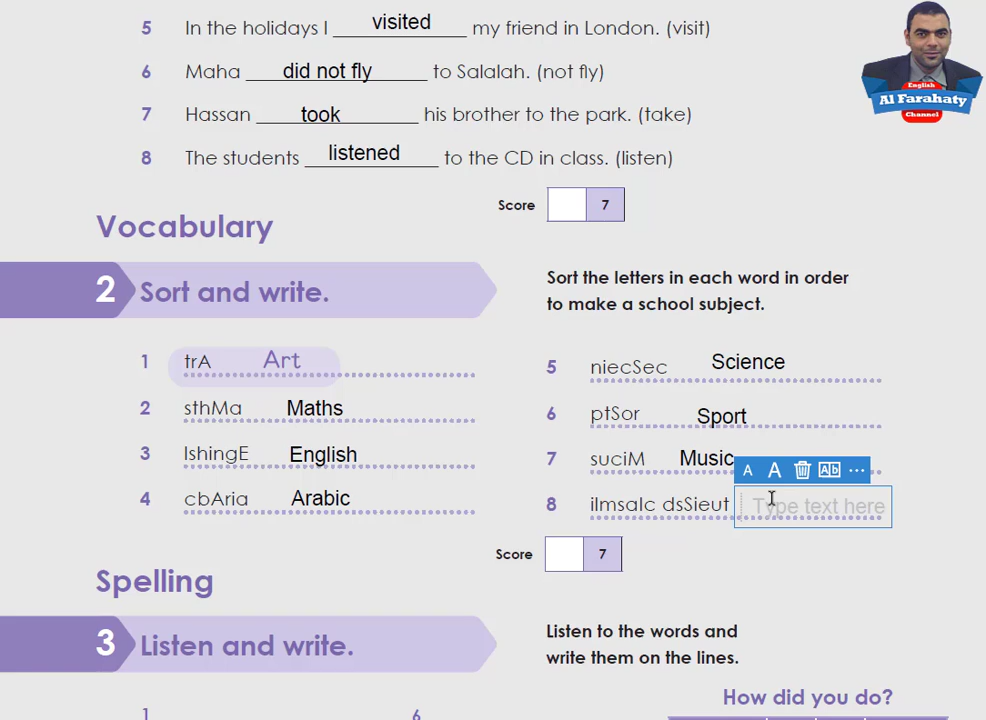 5 In the holidays I visited my friend in London. (visit)
6 Maha did not fly to Salalah. (not fly)
7 Hassan took his brother to the park. (take)
8 The students listened to the CD in class. (listen)
English
Al Farahaty
Channel
Score 7
Vocabulary
2 Sort and write.
Sort the letters in each word in order
to make a school subject.
1 trA Art
2 sthMa Maths
3 lshingE English
4 cbAria Arabic
5 niecSec Science
6 ptSor Sport
7 suciM Music
A A Ab ...
8 ilmsalc dsSieut Type text here
Score 7
Spelling
3 Listen and write.
Listen to the words and
write them on the lines.
How did you do?
1
6